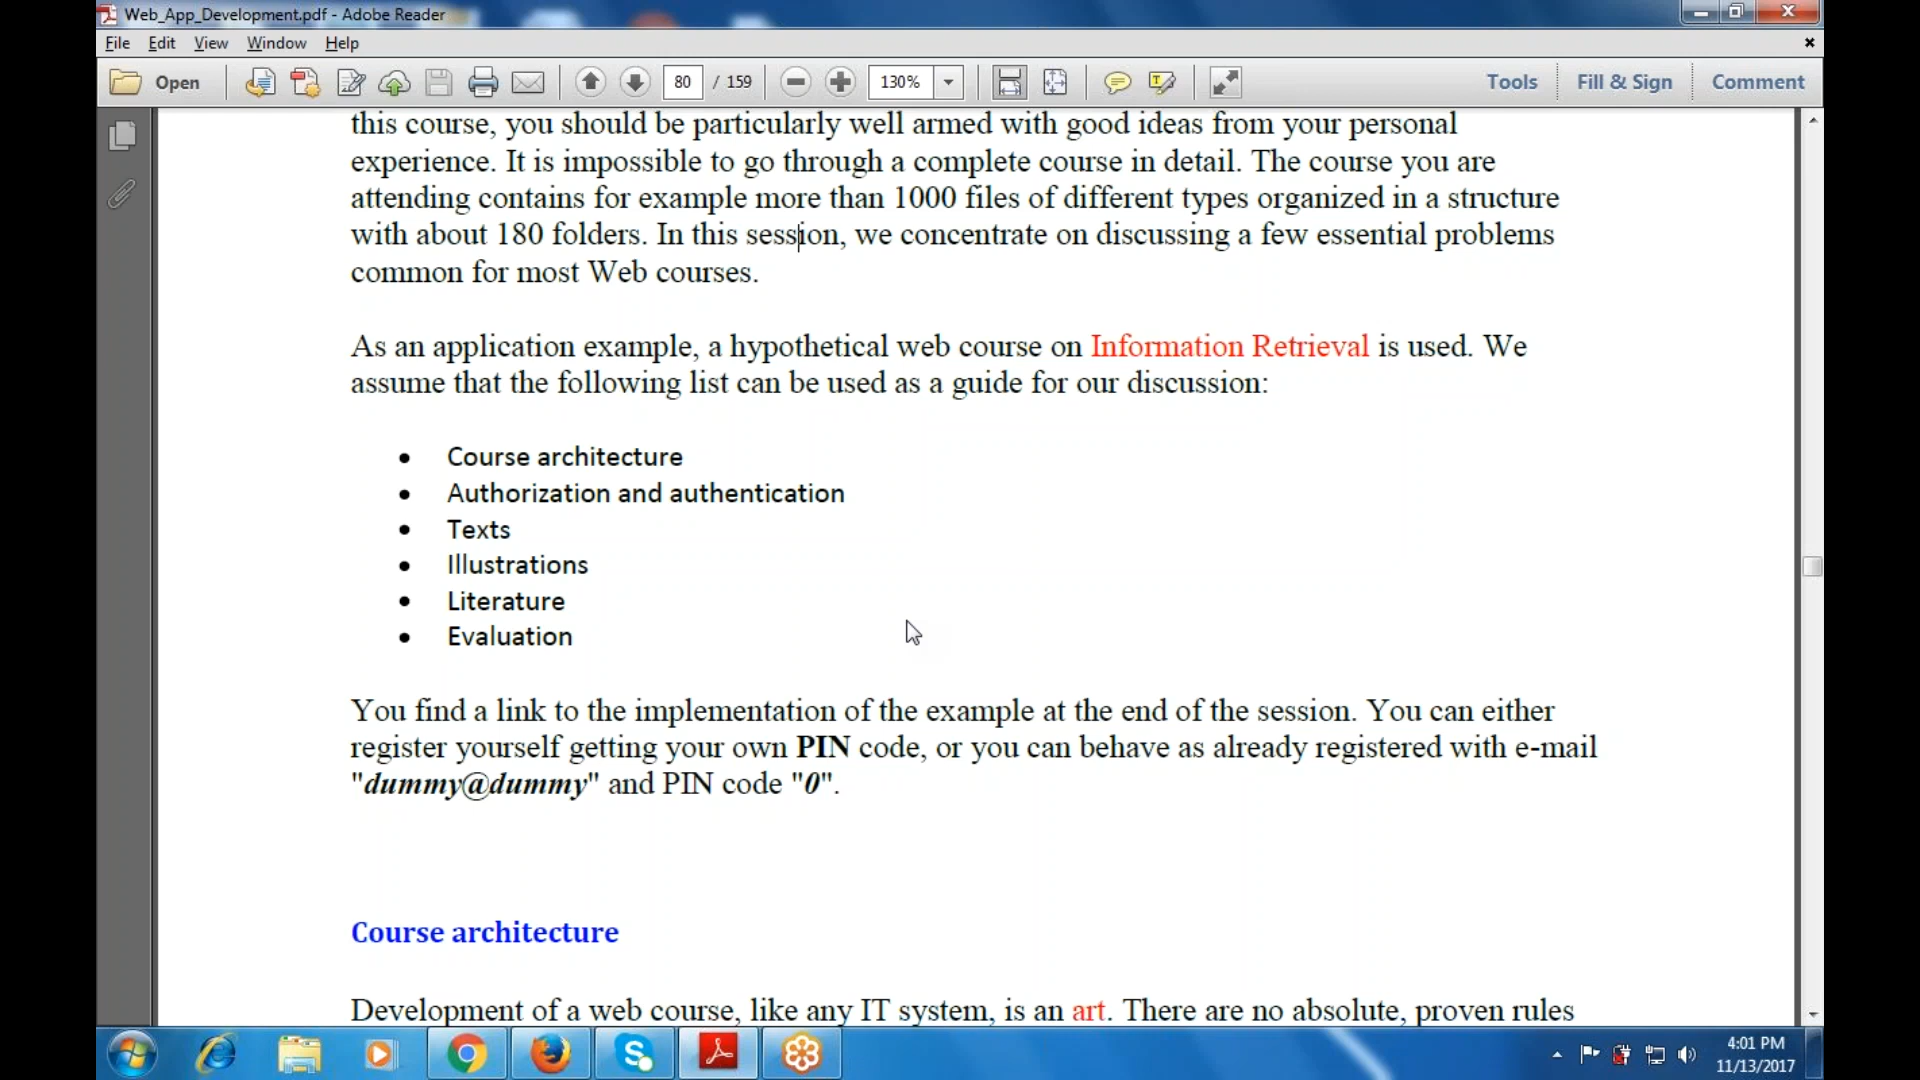 Web_App_Development.pdf - Adobe Reader
File Edit View Window Help
Open 80 / 159 130% Tools Fill & Sign Comment
this course, you should be particularly well armed with good ideas from your personal
experience. It is impossible to go through a complete course in detail. The course you are
attending contains for example more than 1000 files of different types organized in a structure
with about 180 folders. In this session, we concentrate on discussing a few essential problems
common for most Web courses.
As an application example, a hypothetical web course on Information Retrieval is used. We
assume that the following list can be used as a guide for our discussion:
• Course architecture
• Authorization and authentication
• Texts
• Illustrations
• Literature
• Evaluation
You find a link to the implementation of the example at the end of the session. You can either
register yourself getting your own PIN code, or you can behave as already registered with e-mail
"dummy@dummy" and PIN code "0".
Course architecture
Development of a web course, like any IT system, is an art. There are no absolute, proven rules
4:01 PM
11/13/2017